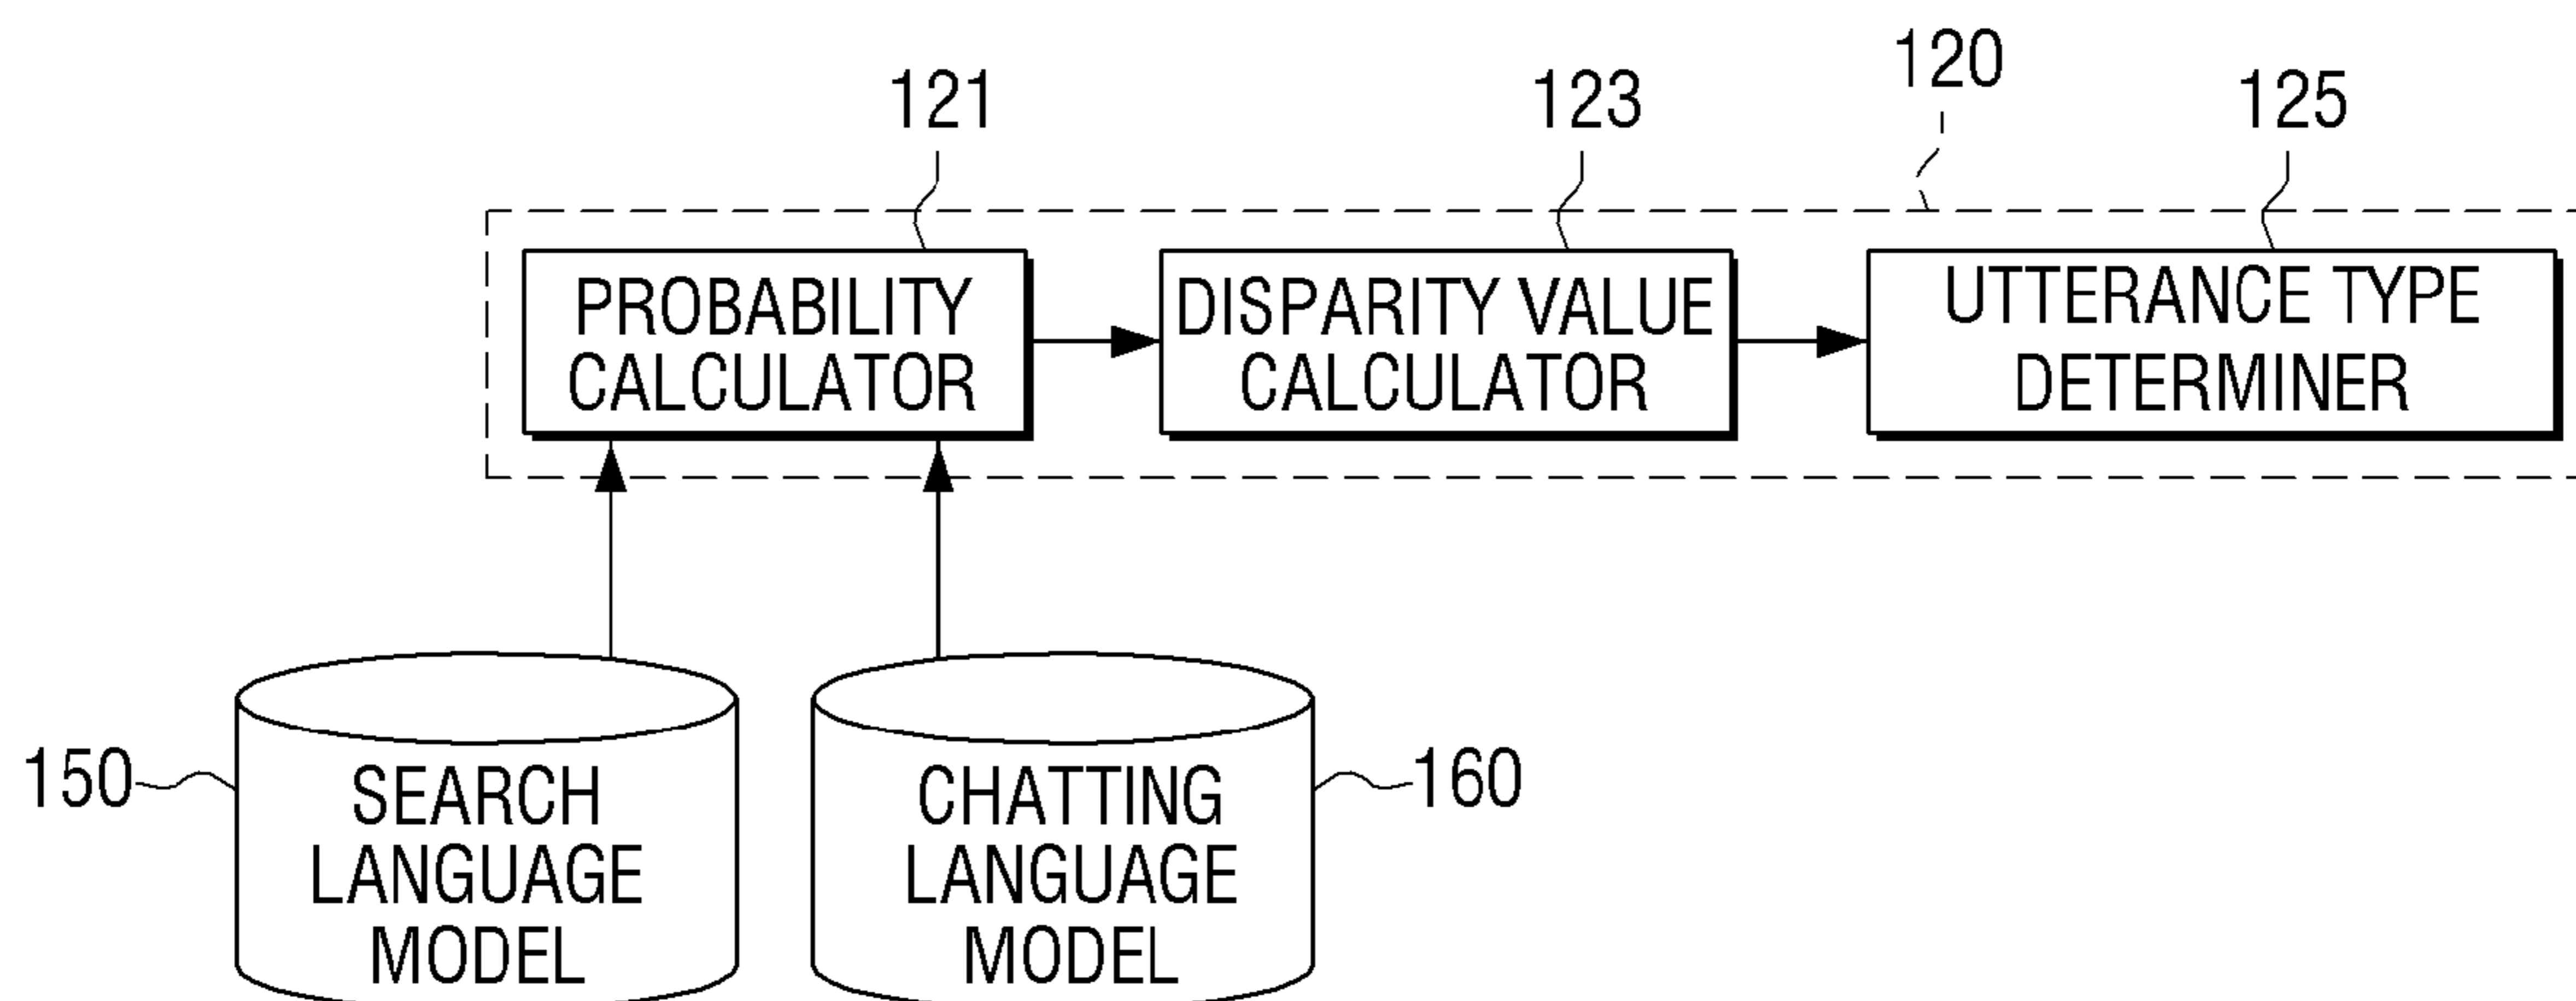 120
121
123
125
PROBABILITY
CALCULATOR
DISPARITY VALUE
CALCULATOR
UTTERANCE TYPE
DETERMINER
150
SEARCH
LANGUAGE
MODEL
CHATTING
LANGUAGE
MODEL
160